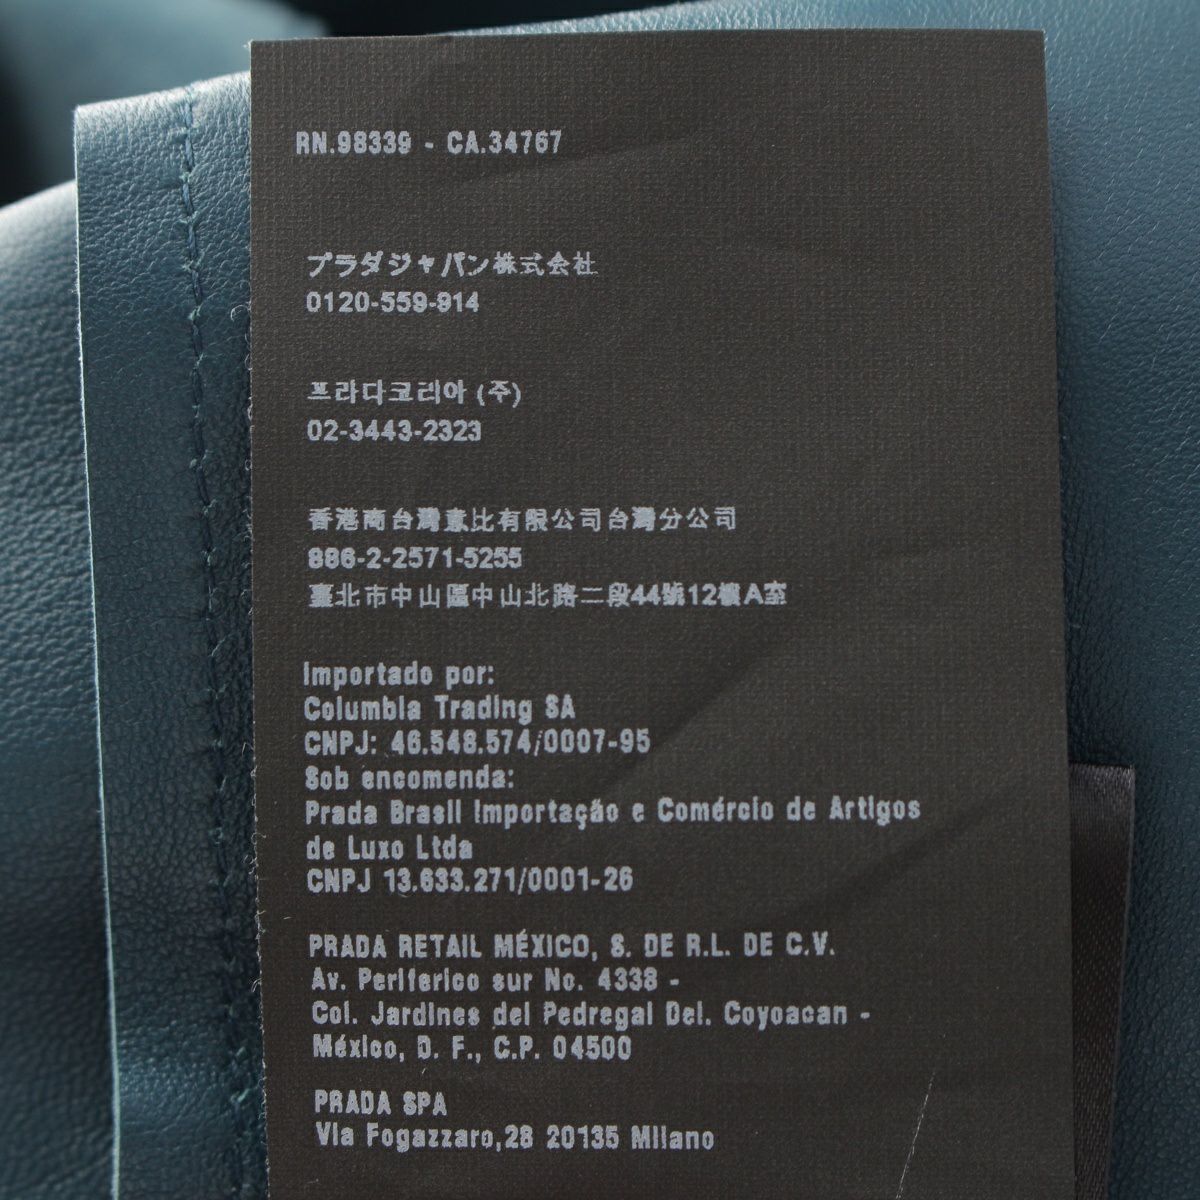 RN.98339 - CA.34767
プラダジャパン株式会社
0120-559-914
프라다코리아 (주)
02-3443-2323
香港商台灣意比有限公司台灣分公司
886-2-2571-5255
臺北市中山區中山北路二段44號12樓A室
Importado por:
Columbia Trading SA
CNPJ: 46.548.574/0007-95
Sob encomenda:
Prada Brasil Importação e Comércio de Artigos
de Luxo Ltda
CNPJ 13.633.271/0001-26
PRADA RETAIL MÉXICO, S. DE R.L. DE C.V.
Av. Periferico sur No. 4338 -
Col. Jardines del Pedregal Del. Coyoacan -
México, D. F., C.P. 04500
PRADA SPA
Via Fogazzaro,28 20135 Milano